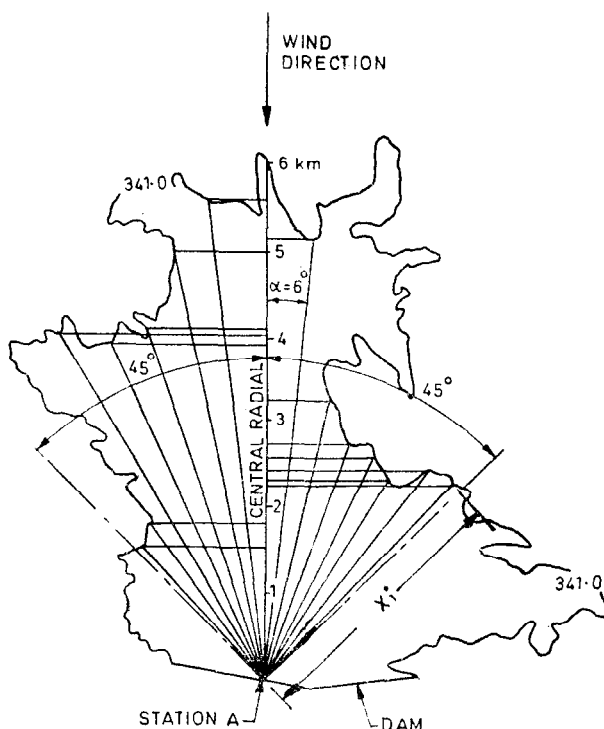 WIND
DIRECTION
6 km
341·0
5
α=6°
4
45°
45°
CENTRAL RADIAL
3
2
1
Xi°
341·0
STATION A
DAM